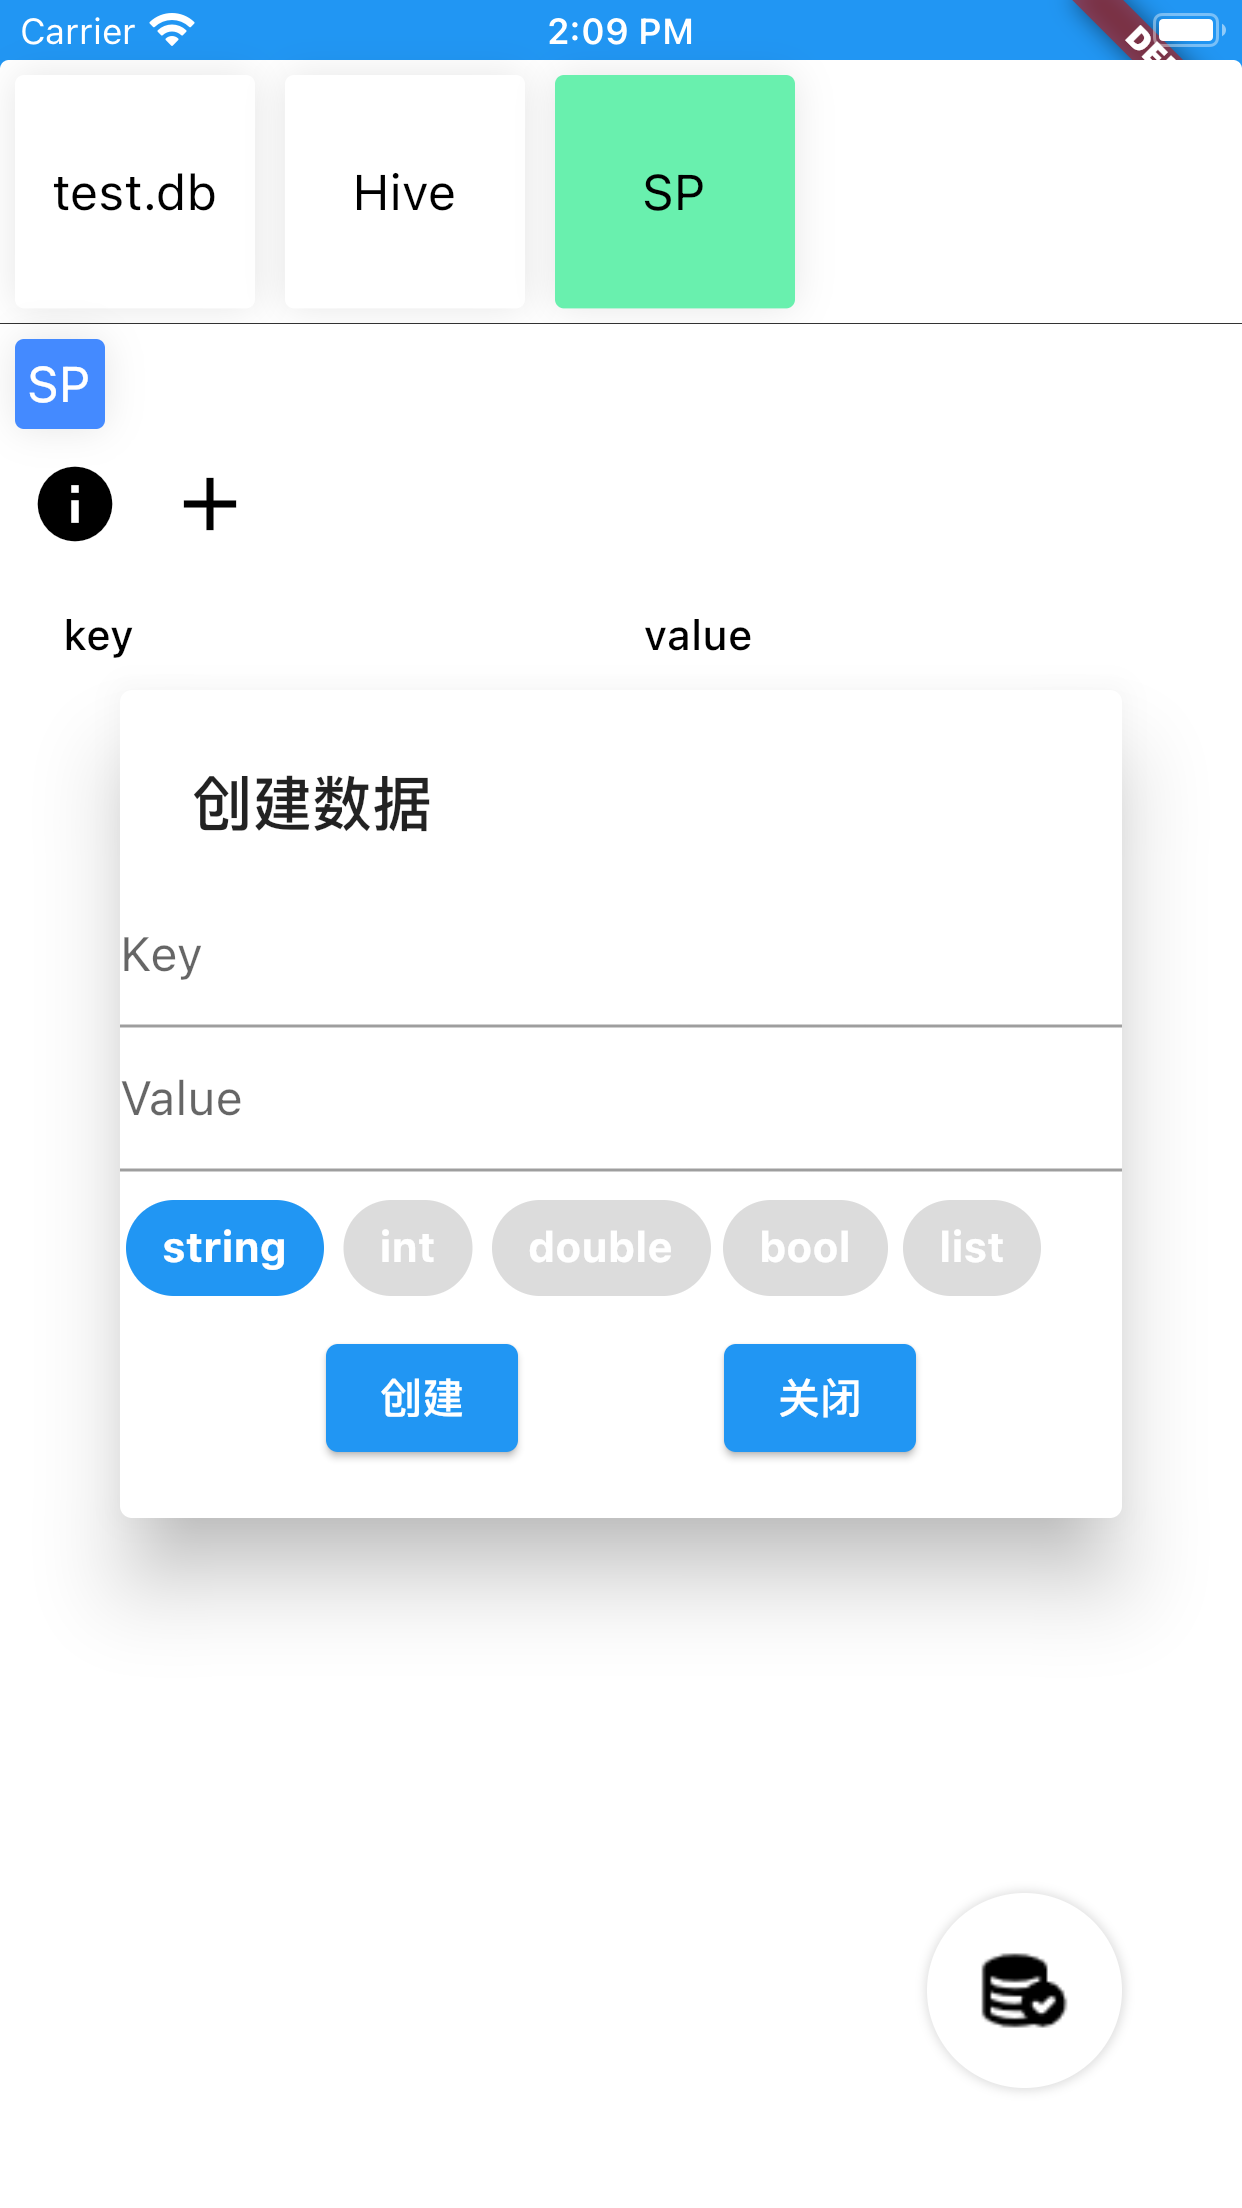 Carrier 2:09 PM
test.db Hive SP
SP
key value
创建数据
Key
Value
string int double bool list
创建 关闭